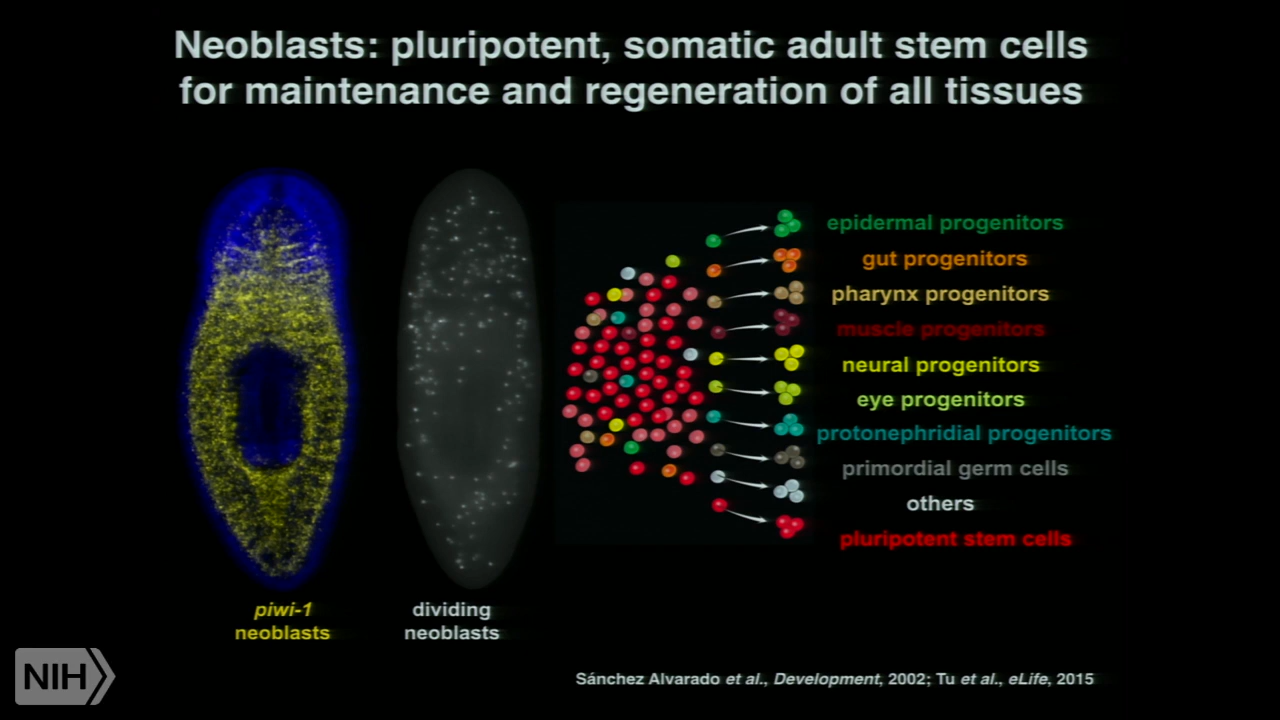 Neoblasts: pluripotent, somatic adult stem cells
for maintenance and regeneration of all tissues
epidermal progenitors
gut progenitors
pharynx progenitors
muscle progenitors
neural progenitors
eye progenitors
protonephridial progenitors
primordial germ cells
others
pluripotent stem cells
piwi-1
neoblasts
dividing
neoblasts
Sánchez Alvarado et al., Development, 2002; Tu et al., eLife, 2015
NIH